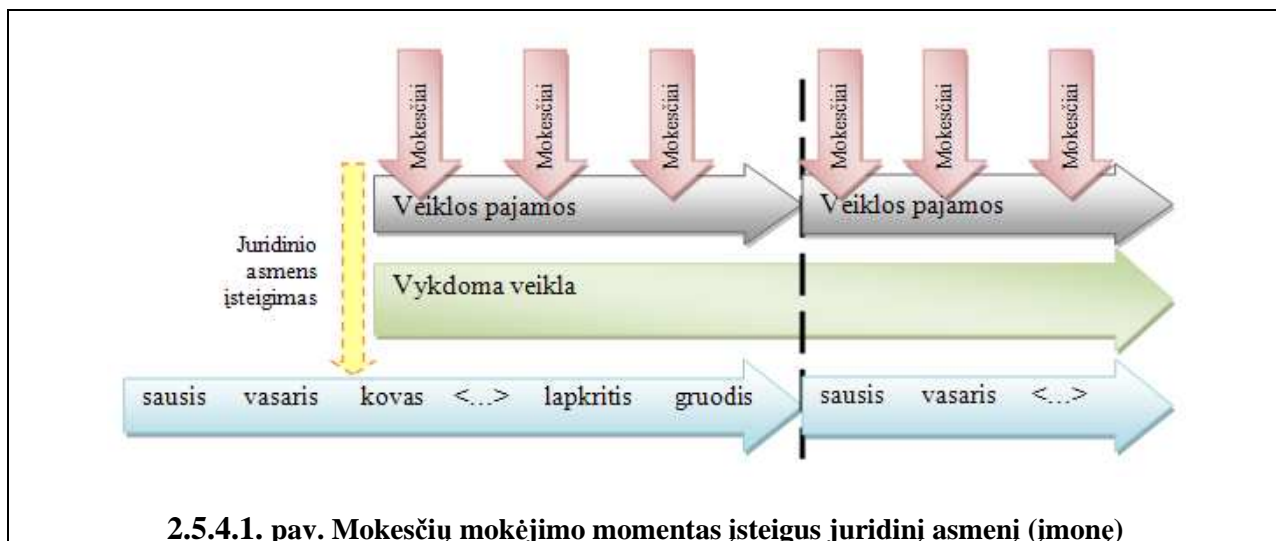 Mokesčiai
Mokesčiai
Mokesčiai
Mokesčiai
Mokesčiai
Mokesčiai
Veiklos pajamos
Veiklos pajamos
Juridinio
asmens
įsteigimas
Vykdoma veikla
sausis vasaris kovas <...> lapkritis gruodis
sausis vasaris <...>
2.5.4.1. pav. Mokesčių mokėjimo momentas įsteigus juridinį asmenį (įmonę)